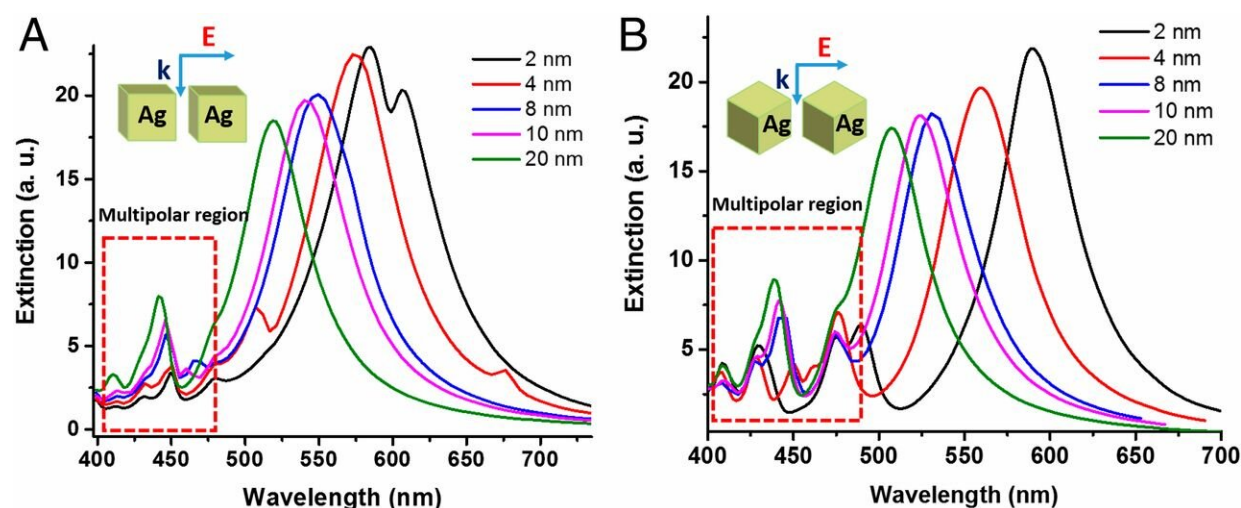 A
E
k
Ag Ag
2 nm
4 nm
8 nm
10 nm
20 nm
Multipolar region
Extinction (a. u.)
20
15
10
5
0
400 450 500 550 600 650 700
Wavelength (nm)
B
E
k
Ag Ag
2 nm
4 nm
8 nm
10 nm
20 nm
Multipolar region
Extinction (a. u.)
20
15
10
5
400 450 500 550 600 650 700
Wavelength (nm)